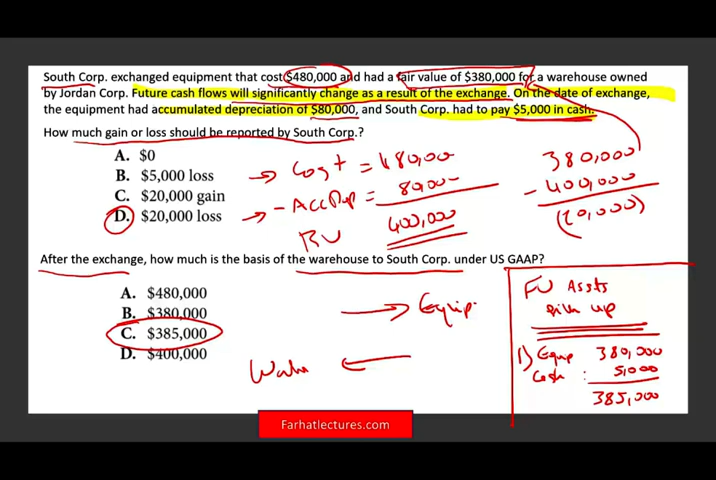 South Corp. exchanged equipment that cost $480,000 and had a fair value of $380,000 for a warehouse owned
by Jordan Corp. Future cash flows will significantly change as a result of the exchange. On the date of exchange,
the equipment had accumulated depreciation of $80,000, and South Corp. had to pay $5,000 in cash.
How much gain or loss should be reported by South Corp.?
A. $0
B. $5,000 loss
C. $20,000 gain
D. $20,000 loss
Cost = 480,00
- AccDep = 80,00
BV 400,000
380,000
- 400,000
(20,000)
After the exchange, how much is the basis of the warehouse to South Corp. under US GAAP?
A. $480,000
B. $380,000
C. $385,000
D. $400,000
Equip.
FV Assts
1) Equip 380,000
Cash : 5,000
385,000
Farhatlectures.com